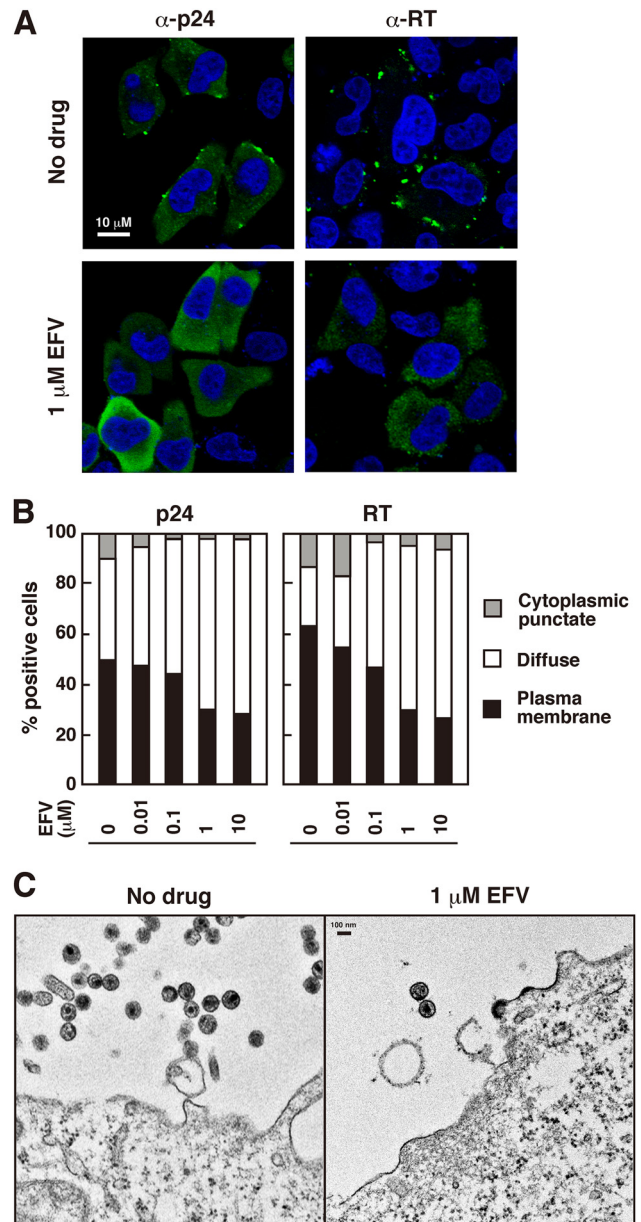 A
α-p24 α-RT
No drug
10 μM
1 μM EFV
B
p24 RT
% positive cells
100
80
60
40
20
0
Cytoplasmic
punctate
Diffuse
Plasma
membrane
EFV
(μM)
0 0.01 0.1 1 10 0 0.01 0.1 1 10
C
No drug 1 μM EFV
100 nm